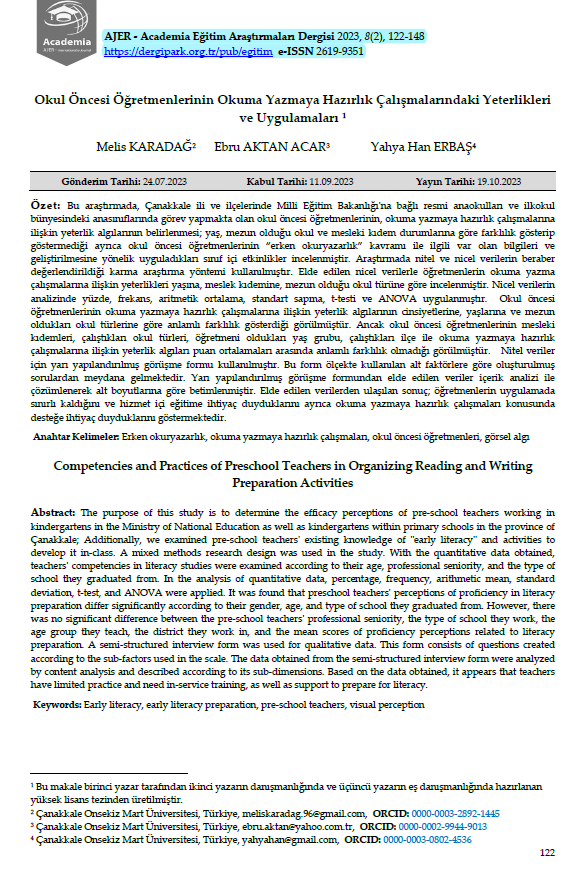 Academia
AJER - Academia Eğitim Araştırmaları Dergisi 2023, 8(2), 122-148
https://dergipark.org.tr/pub/egitim e-ISSN 2619-9351
Okul Öncesi Öğretmenlerinin Okuma Yazmaya Hazırlık Çalışmalarındaki Yeterlikleri
ve Uygulamaları ¹
Melis KARADAĞ² Ebru AKTAN ACAR³ Yahya Han ERBAŞ⁴
Gönderim Tarihi: 24.07.2023 Kabul Tarihi: 11.09.2023 Yayın Tarihi: 19.10.2023
Özet: Bu araştırmada, Çanakkale ili ve ilçelerinde Milli Eğitim Bakanlığı'na bağlı resmi anaokulları ve ilkokul
bünyesindeki anasınıflarında görev yapmakta olan okul öncesi öğretmenlerinin, okuma yazmaya hazırlık çalışmalarına
ilişkin yeterlik algılarının belirlenmesi; yaş, mezun olduğu okul ve mesleki kıdem durumlarına göre farklılık gösterip
göstermediği ayrıca okul öncesi öğretmenlerinin “erken okuryazarlık” kavramı ile ilgili var olan bilgileri ve
geliştirilmesine yönelik uyguladıkları sınıf içi etkinlikler incelenmiştir. Araştırmada nitel ve nicel verilerin beraber
değerlendirildiği karma araştırma yöntemi kullanılmıştır. Elde edilen nicel verilerle öğretmenlerin okuma yazma
çalışmalarına ilişkin yeterlikleri yaşına, meslek kıdemine, mezun olduğu okul türüne göre incelenmiştir. Nicel verilerin
analizinde yüzde, frekans, aritmetik ortalama, standart sapma, t-testi ve ANOVA uygulanmıştır. Okul öncesi
öğretmenlerinin okuma yazmaya hazırlık çalışmalarına ilişkin yeterlik algılarının cinsiyetlerine, yaşlarına ve mezun
oldukları okul türlerine göre anlamlı farklılık gösterdiği görülmüştür. Ancak okul öncesi öğretmenlerinin mesleki
kıdemleri, çalıştıkları okul türleri, öğretmeni oldukları yaş grubu, çalıştıkları ilçe ile okuma yazmaya hazırlık
çalışmalarına ilişkin yeterlik algıları puan ortalamaları arasında anlamlı farklılık olmadığı görülmüştür. Nitel veriler
için yarı yapılandırılmış görüşme formu kullanılmıştır. Bu form ölçekte kullanılan alt faktörlere göre oluşturulmuş
sorulardan meydana gelmektedir. Yarı yapılandırılmış görüşme formundan elde edilen veriler içerik analizi ile
çözümlenerek alt boyutlarına göre betimlenmiştir. Elde edilen verilerden ulaşılan sonuç; öğretmenlerin uygulamada
sınırlı kaldığını ve hizmet içi eğitime ihtiyaç duyduklarını ayrıca okuma yazmaya hazırlık çalışmaları konusunda
desteğe ihtiyaç duyduklarını göstermektedir.
Anahtar Kelimeler: Erken okuryazarlık, okuma yazmaya hazırlık çalışmaları, okul öncesi öğretmenleri, görsel algı
Competencies and Practices of Preschool Teachers in Organizing Reading and Writing
Preparation Activities
Abstract: The purpose of this study is to determine the efficacy perceptions of pre-school teachers working in
kindergartens in the Ministry of National Education as well as kindergartens within primary schools in the province of
Çanakkale; Additionally, we examined pre-school teachers' existing knowledge of "early literacy" and activities to
develop it in-class. A mixed methods research design was used in the study. With the quantitative data obtained,
teachers' competencies in literacy studies were examined according to their age, professional seniority, and the type of
school they graduated from. In the analysis of quantitative data, percentage, frequency, arithmetic mean, standard
deviation, t-test, and ANOVA were applied. It was found that preschool teachers' perceptions of proficiency in literacy
preparation differ significantly according to their gender, age, and type of school they graduated from. However, there
was no significant difference between the pre-school teachers' professional seniority, the type of school they work, the
age group they teach, the district they work in, and the mean scores of proficiency perceptions related to literacy
preparation. A semi-structured interview form was used for qualitative data. This form consists of questions created
according to the sub-factors used in the scale. The data obtained from the semi-structured interview form were analyzed
by content analysis and described according to its sub-dimensions. Based on the data obtained, it appears that teachers
have limited practice and need in-service training, as well as support to prepare for literacy.
Keywords: Early literacy, early literacy preparation, pre-school teachers, visual perception
¹ Bu makale birinci yazar tarafından ikinci yazarın danışmanlığında ve üçüncü yazarın eş danışmanlığında hazırlanan
yüksek lisans tezinden üretilmiştir.
² Çanakkale Onsekiz Mart Üniversitesi, Türkiye, meliskaradag,96@gmail.com, ORCID: 0000-0003-2892-1445
³ Çanakkale Onsekiz Mart Üniversitesi, Türkiye, ebru.aktan@yahoo.com.tr, ORCID: 0000-0002-9944-9013
⁴ Çanakkale Onsekiz Mart Üniversitesi, Türkiye, yahyahan@gmail.com, ORCID: 0000-0003-0802-4536
122